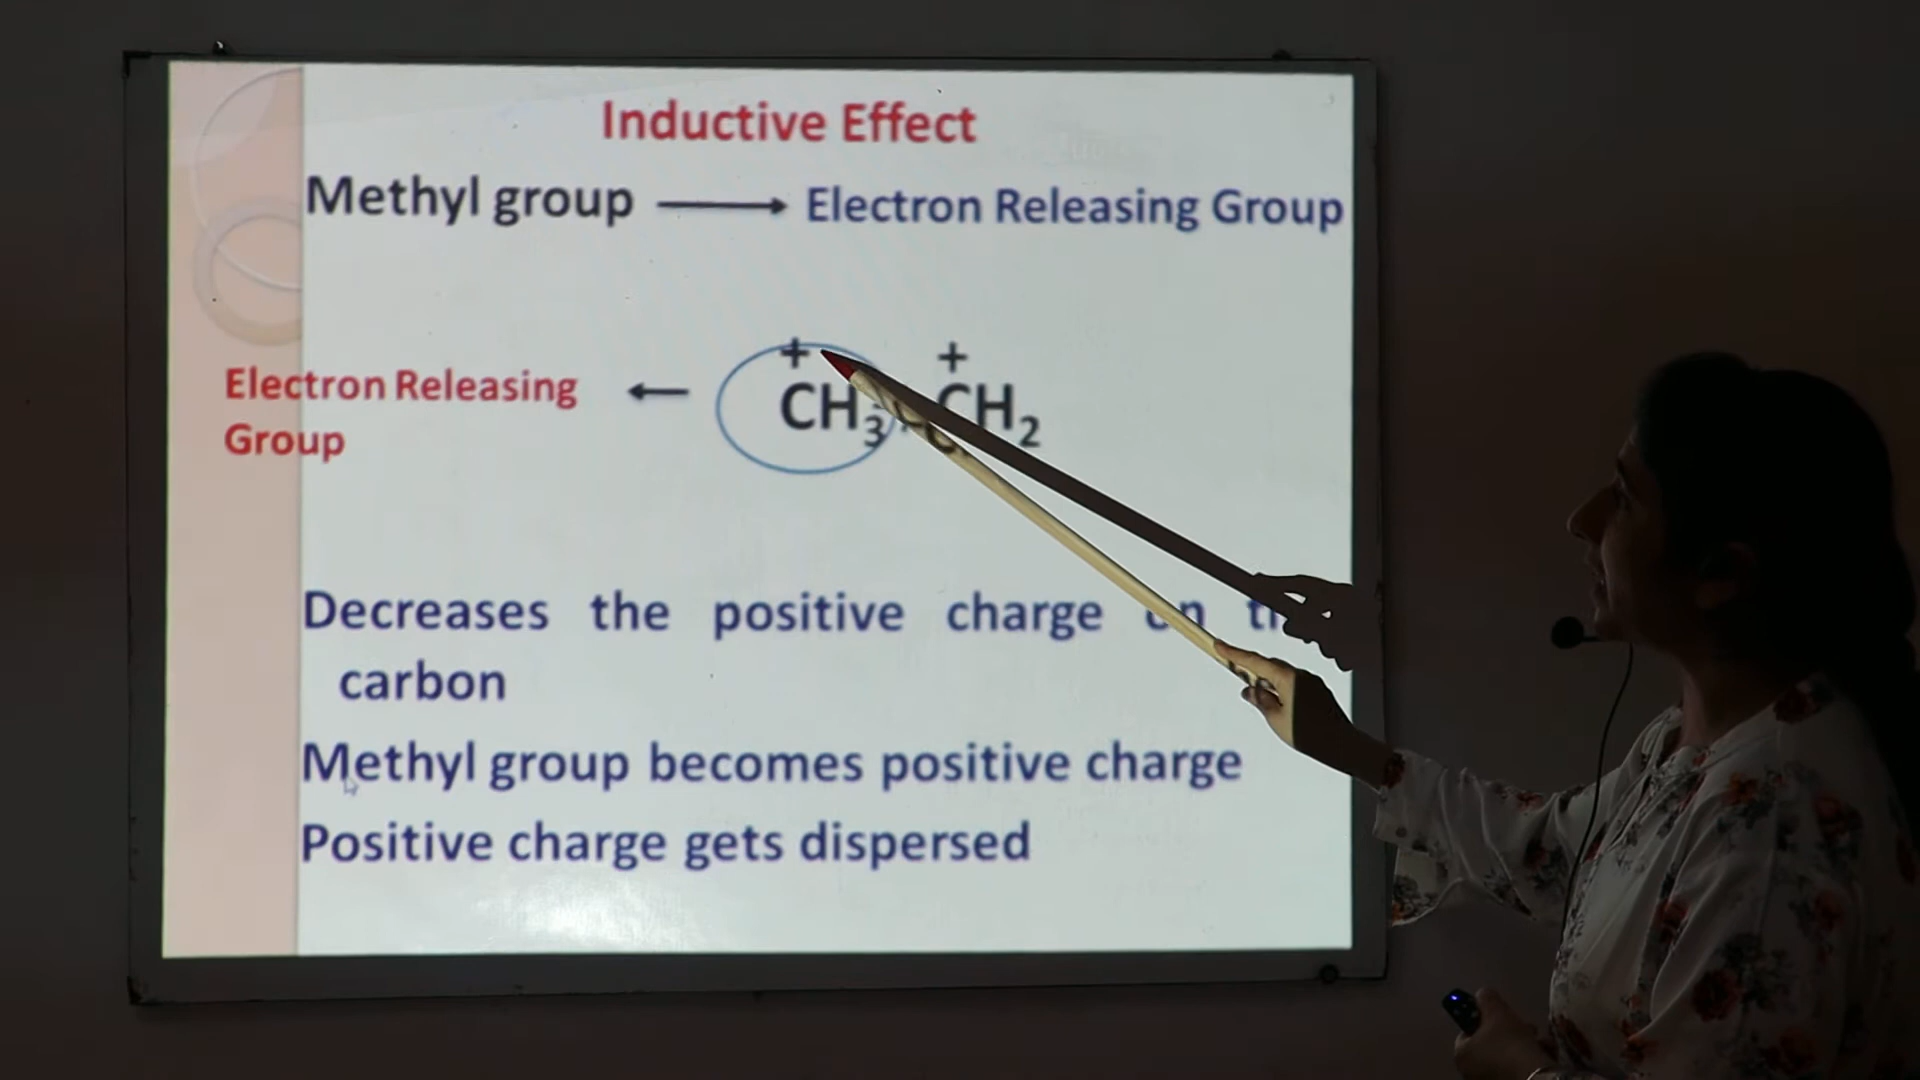 Inductive Effect
Methyl group → Electron Releasing Group
+ +
Electron Releasing ← CH₃ - CH₂
Group
Decreases the positive charge
carbon
Methyl group becomes positive charge
Positive charge gets dispersed